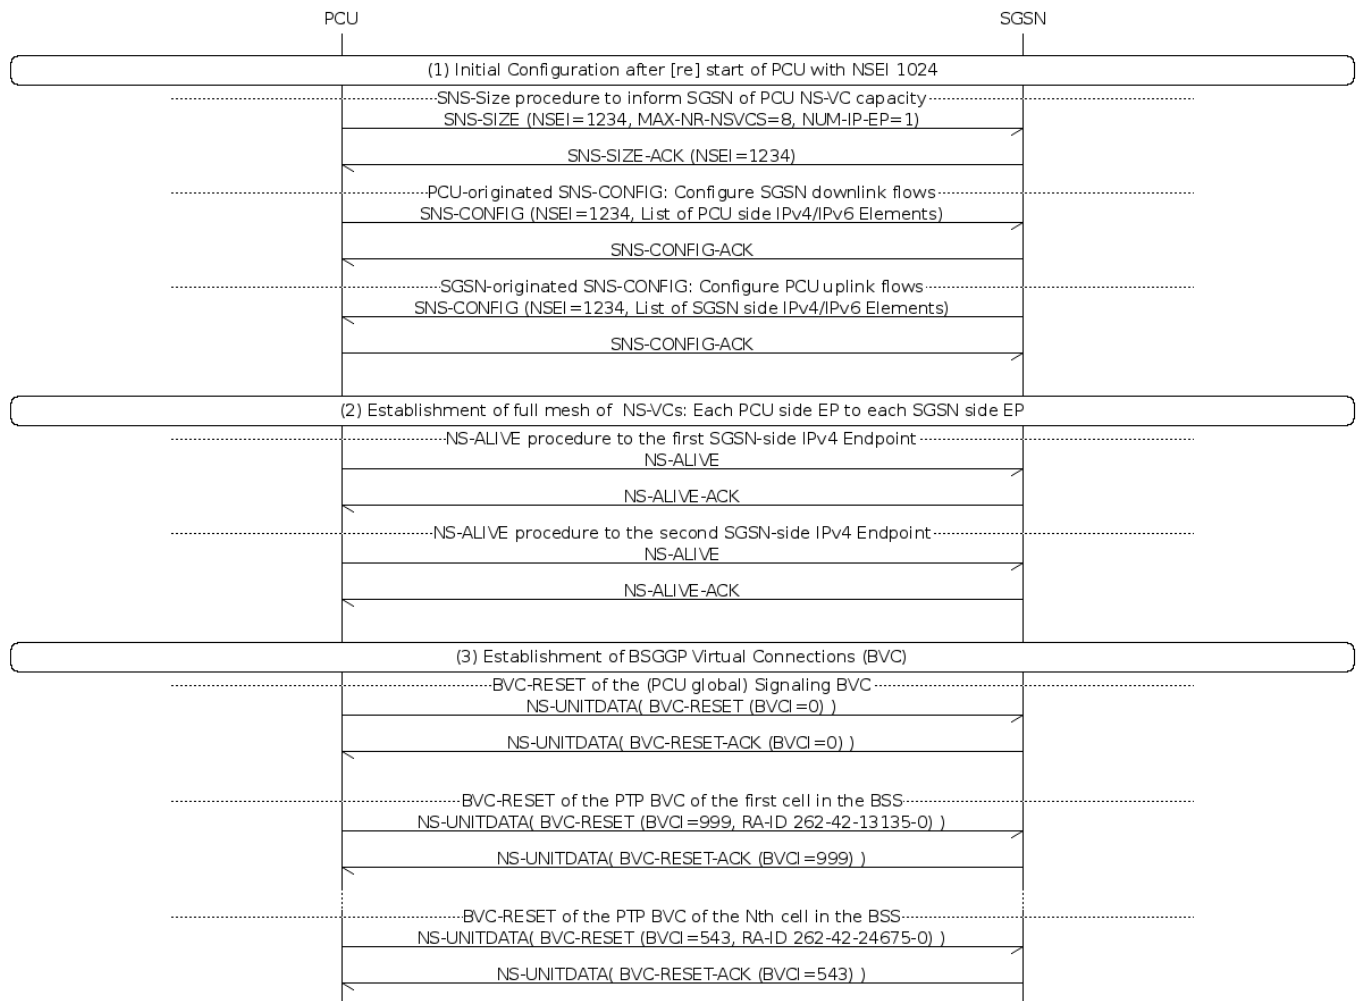 PCU SGSN
(1) Initial Configuration after [re] start of PCU with NSEI 1024
SNS-Size procedure to inform SGSN of PCU NS-VC capacity
SNS-SIZE (NSEI=1234, MAX-NR-NSVCS=8, NUM-IP-EP=1)
SNS-SIZE-ACK (NSEI=1234)
PCU-originated SNS-CONFIG: Configure SGSN downlink flows
SNS-CONFIG (NSEI=1234, List of PCU side IPv4/IPv6 Elements)
SNS-CONFIG-ACK
SGSN-originated SNS-CONFIG: Configure PCU uplink flows
SNS-CONFIG (NSEI=1234, List of SGSN side IPv4/IPv6 Elements)
SNS-CONFIG-ACK
(2) Establishment of full mesh of NS-VCs: Each PCU side EP to each SGSN side EP
NS-ALIVE procedure to the first SGSN-side IPv4 Endpoint
NS-ALIVE
NS-ALIVE-ACK
NS-ALIVE procedure to the second SGSN-side IPv4 Endpoint
NS-ALIVE
NS-ALIVE-ACK
(3) Establishment of BSGGP Virtual Connections (BVC)
BVC-RESET of the (PCU global) Signaling BVC
NS-UNITDATA( BVC-RESET (BVCI=0) )
NS-UNITDATA( BVC-RESET-ACK (BVCI=0) )
BVC-RESET of the PTP BVC of the first cell in the BSS
NS-UNITDATA( BVC-RESET (BVCI=999, RA-ID 262-42-13135-0) )
NS-UNITDATA( BVC-RESET-ACK (BVCI=999) )
BVC-RESET of the PTP BVC of the Nth cell in the BSS
NS-UNITDATA( BVC-RESET (BVCI=543, RA-ID 262-42-24675-0) )
NS-UNITDATA( BVC-RESET-ACK (BVCI=543) )